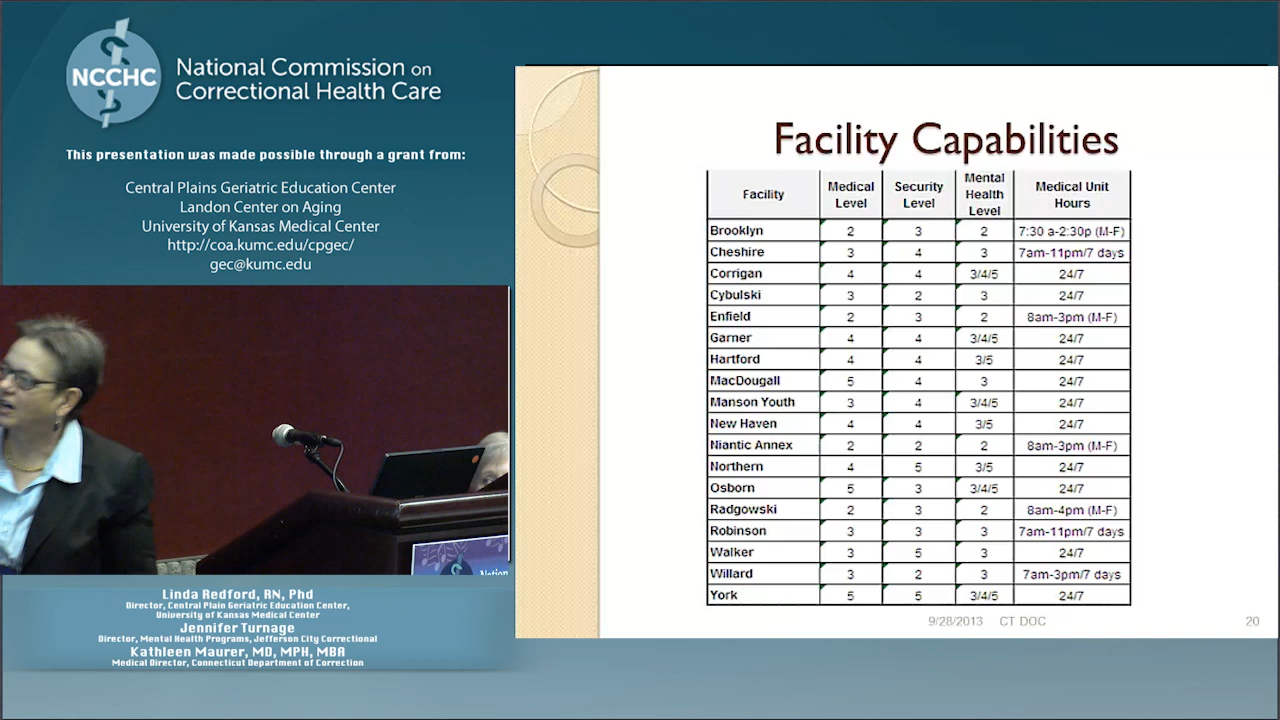 NCCHC
National Commission on
Correctional Health Care
This presentation was made possible through a grant from:
Central Plains Geriatric Education Center
Landon Center on Aging
University of Kansas Medical Center
http://coa.kumc.edu/cpgec/
gec@kumc.edu
Nation
Linda Redford, RN, Phd
Director, Central Plain Geriatric Education Center,
University of Kansas Medical Center
Jennifer Turnage
Director, Mental Health Programs, Jefferson City Correctional
Kathleen Maurer, MD, MPH, MBA
Medical Director, Connecticut Department of Correction
Facility Capabilities
Facility Medical Level Security Level Mental Health Level Medical Unit Hours
Brooklyn 2 3 2 7:30 a-2:30p (M-F)
Cheshire 3 4 3 7am-11pm/7 days
Corrigan 4 4 3/4/5 24/7
Cybulski 3 2 3 24/7
Enfield 2 3 2 8am-3pm (M-F)
Garner 4 4 3/4/5 24/7
Hartford 4 4 3/5 24/7
MacDougall 5 4 3 24/7
Manson Youth 3 4 3/4/5 24/7
New Haven 4 4 3/5 24/7
Niantic Annex 2 2 2 8am-3pm (M-F)
Northern 4 5 3/5 24/7
Osborn 5 3 3/4/5 24/7
Radgowski 2 3 2 8am-4pm (M-F)
Robinson 3 3 3 7am-11pm/7 days
Walker 3 5 3 24/7
Willard 3 2 3 7am-3pm/7 days
York 5 5 3/4/5 24/7
9/28/2013 CT DOC 20